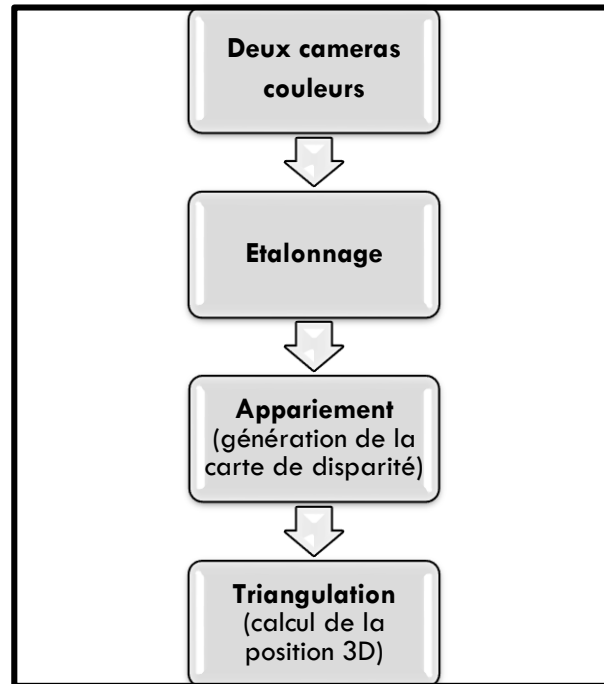 Deux cameras
couleurs
Etalonnage
Appariement
(génération de la
carte de disparité)
Triangulation
(calcul de la
position 3D)